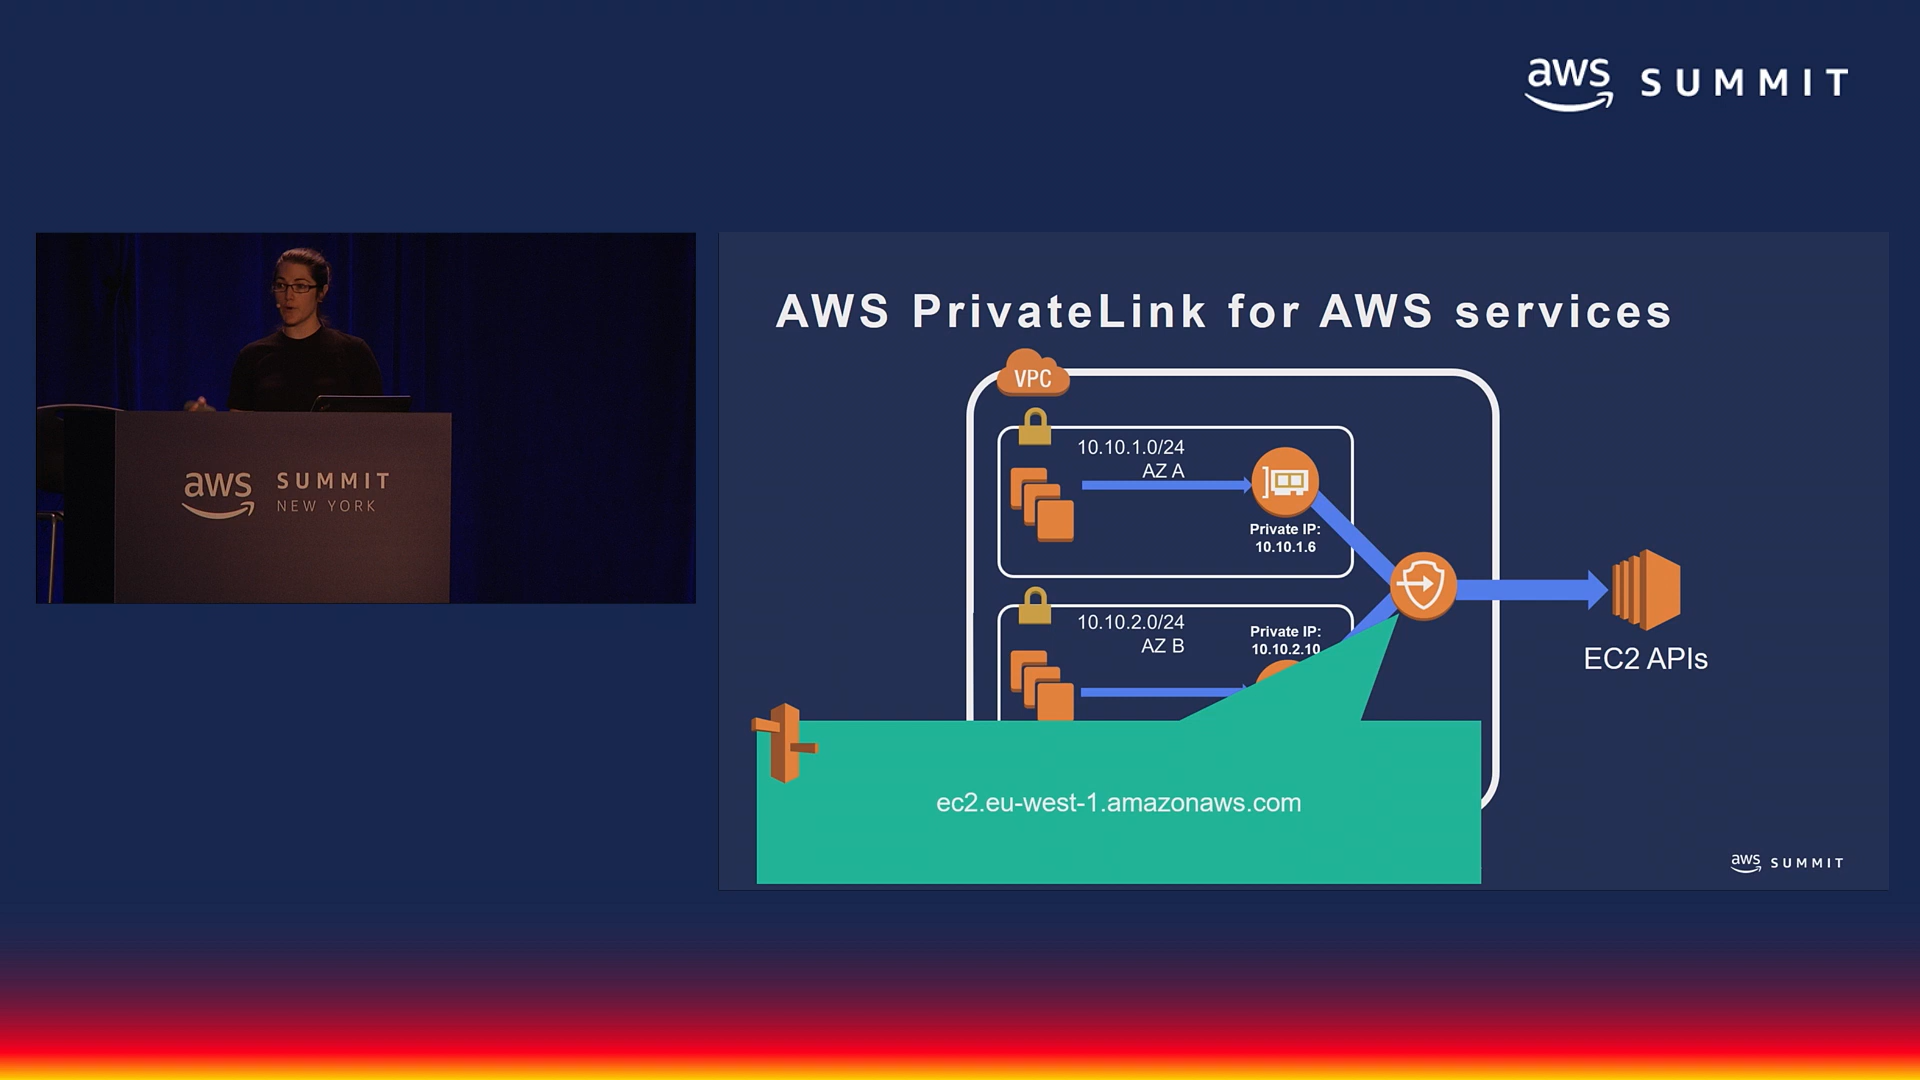 aws SUMMIT
aws SUMMIT
NEW YORK
AWS PrivateLink for AWS services
VPC
10.10.1.0/24
AZ A
Private IP:
10.10.1.6
10.10.2.0/24
AZ B
Private IP:
10.10.2.10
EC2 APIs
ec2.eu-west-1.amazonaws.com
aws SUMMIT